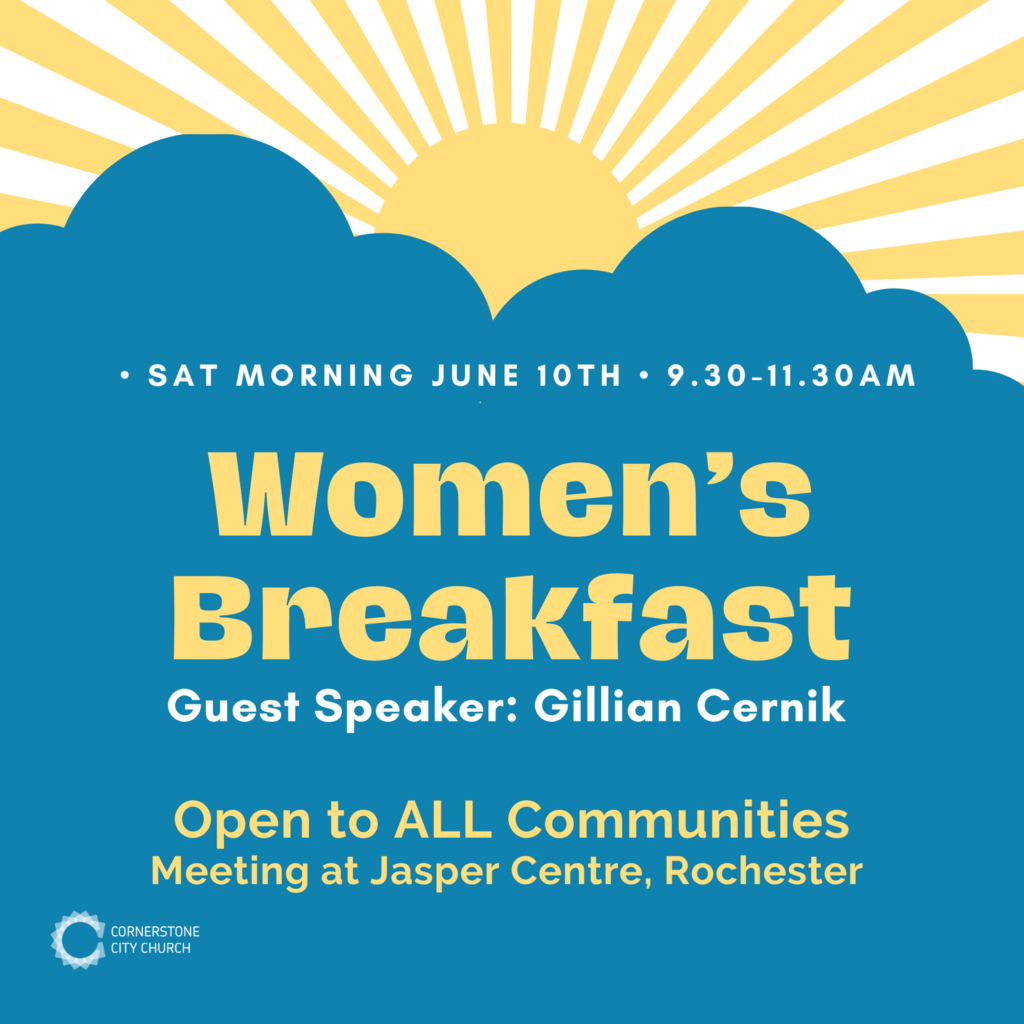 • SAT MORNING JUNE 10TH • 9.30-11.30AM
Women’s
Breakfast
Guest Speaker: Gillian Cernik
Open to ALL Communities
Meeting at Jasper Centre, Rochester
CORNERSTONE
CITY CHURCH